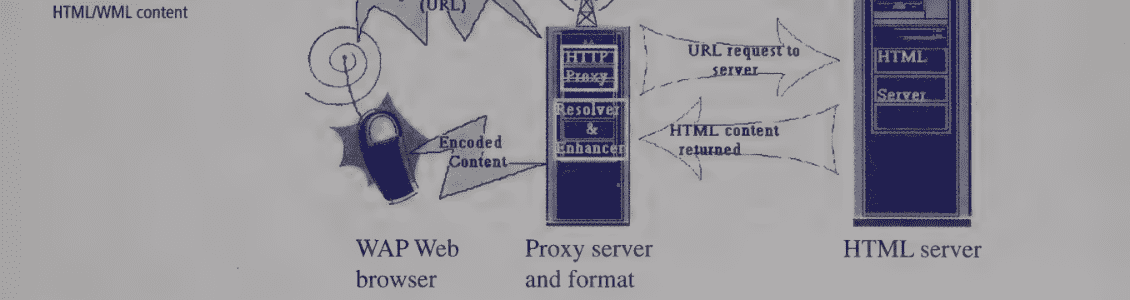 HTML/WML content
(URL)
HTTP
Proxy
URL request to
server
HTML
Server
Resolver
&
Enhancer
HTML content
returned
Encoded
Content
WAP Web
browser
Proxy server
and format
HTML server